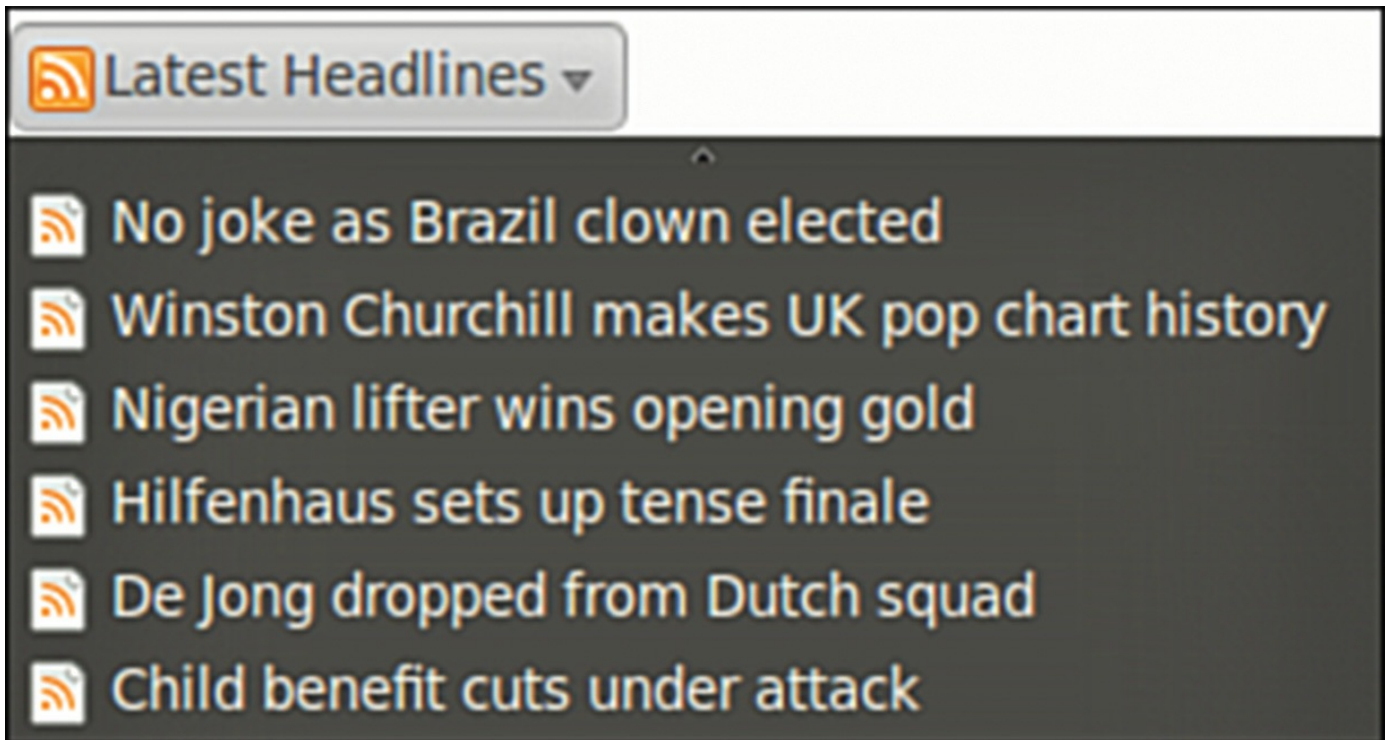 Latest Headlines
No joke as Brazil clown elected
Winston Churchill makes UK pop chart history
Nigerian lifter wins opening gold
Hilfenhaus sets up tense finale
De Jong dropped from Dutch squad
Child benefit cuts under attack